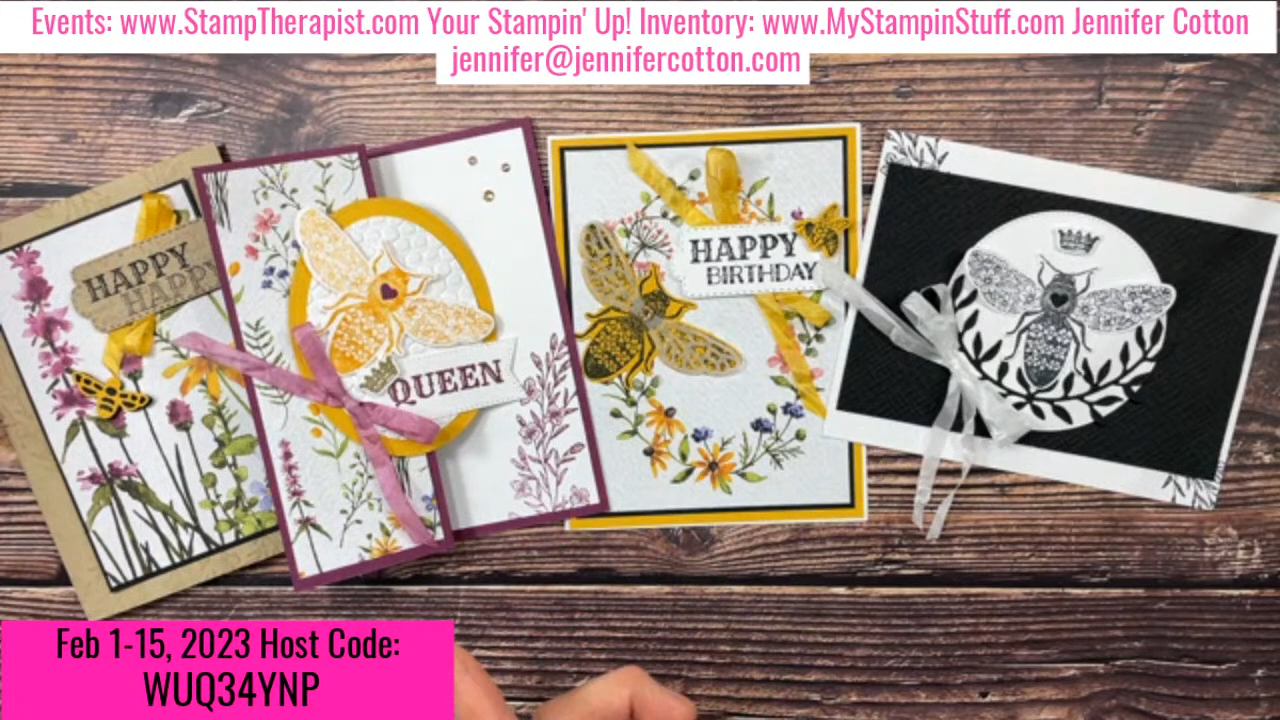 Events: www.StampTherapist.com Your Stampin' Up! Inventory: www.MyStampinStuff.com Jennifer Cotton
jennifer@jennifercotton.com
HAPPY
HAPPY
QUEEN
HAPPY
BIRTHDAY
Feb 1-15, 2023 Host Code:
WUQ34YNP